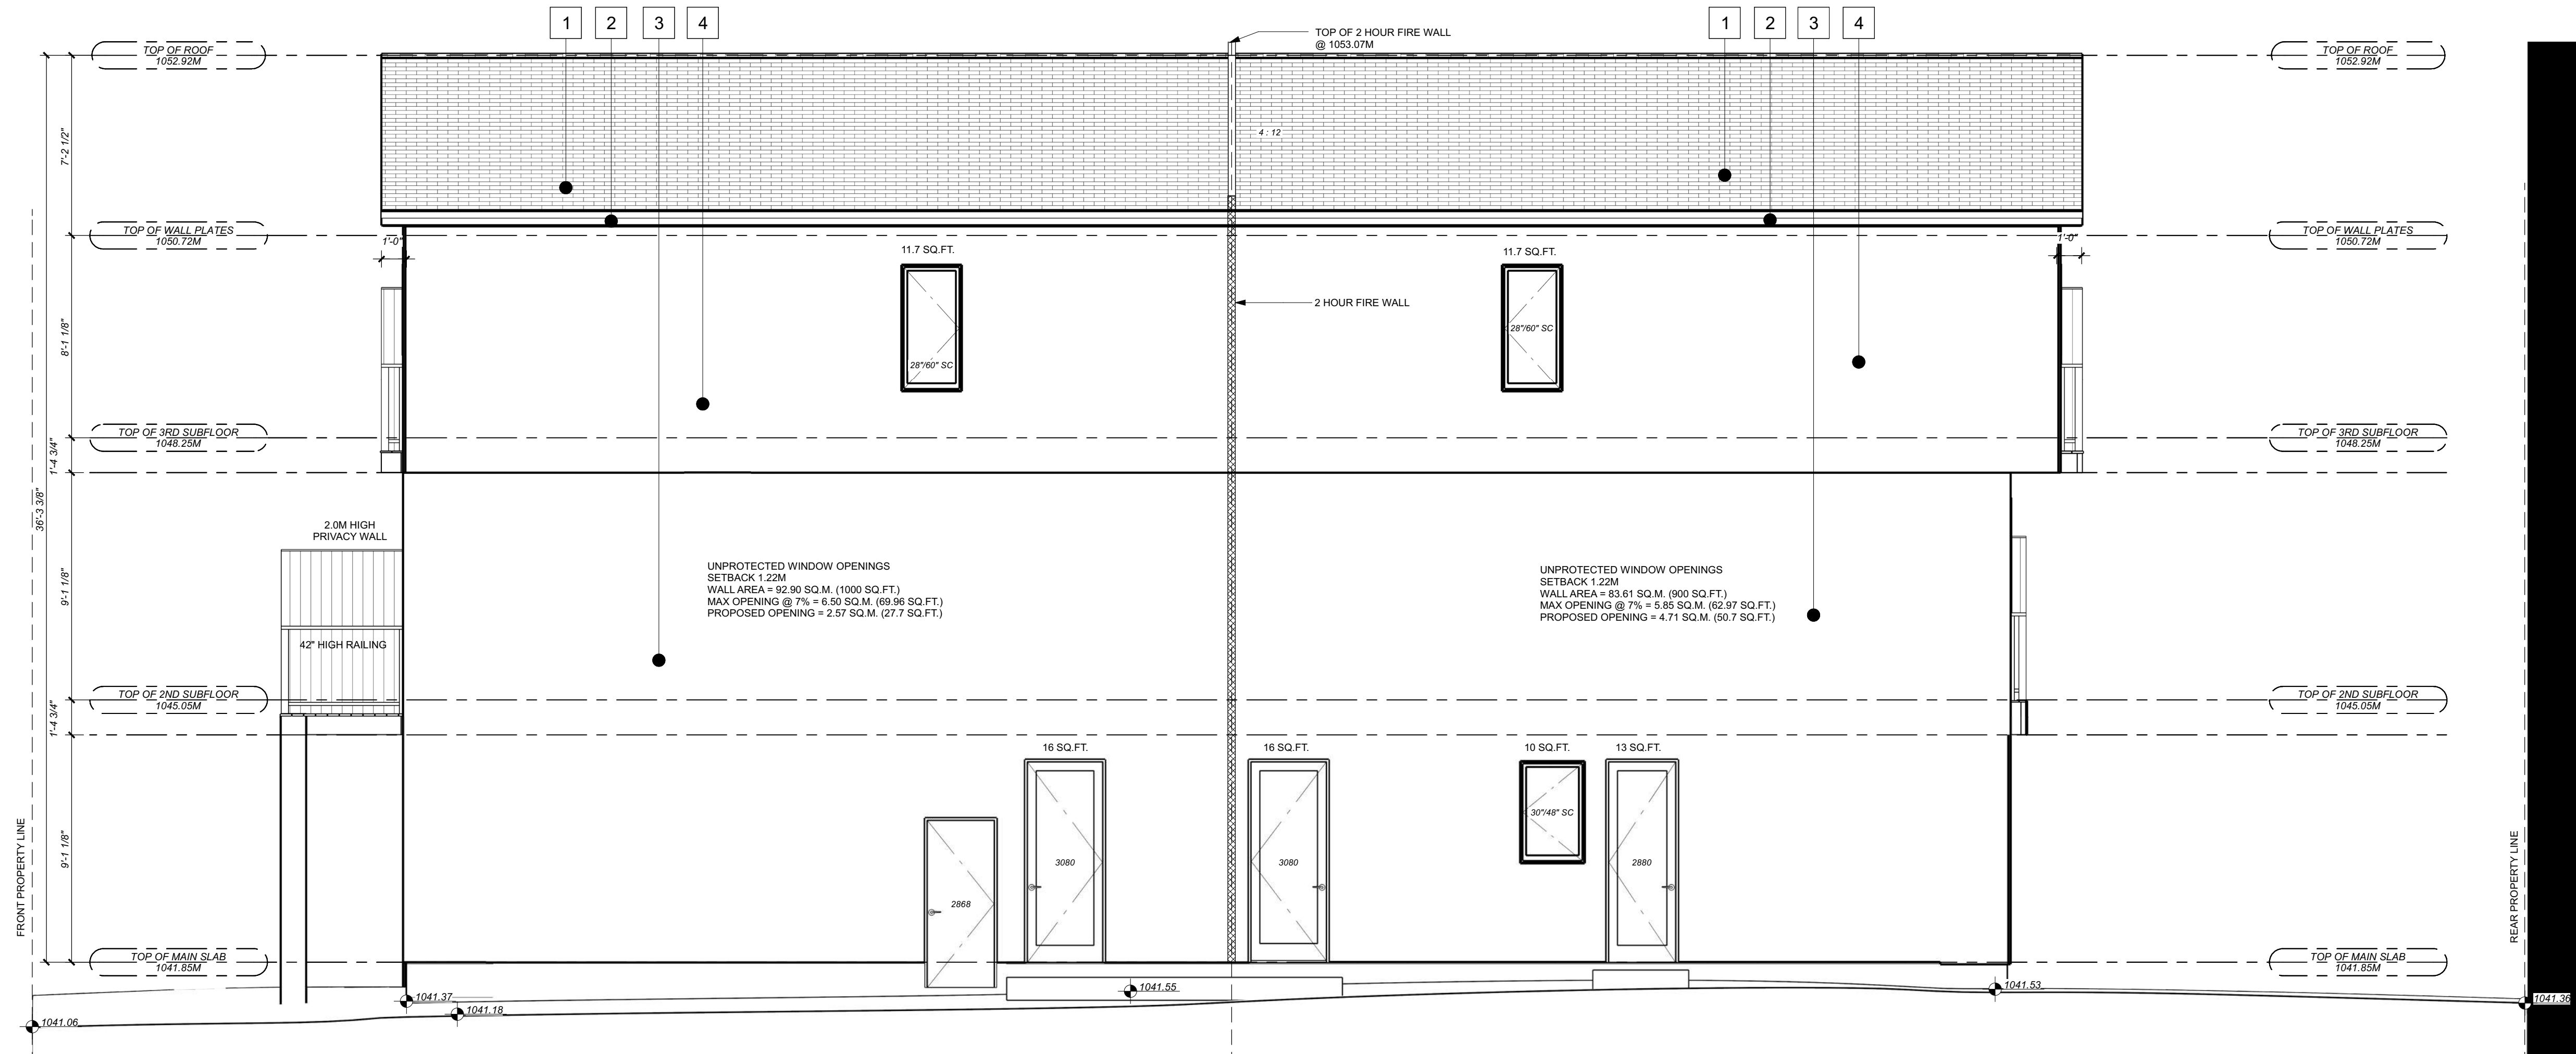 1 2 3 4
1 2 3 4
TOP OF 2 HOUR FIRE WALL
@ 1053.07M
TOP OF ROOF
1052.92M
TOP OF ROOF
1052.92M
7'-2 1/2"
4 : 12
TOP OF WALL PLATES
1050.72M
1'-0"
11.7 SQ.FT.
11.7 SQ.FT.
1'-0"
TOP OF WALL PLATES
1050.72M
8'-1 1/8"
2 HOUR FIRE WALL
28"/60" SC
28"/60" SC
TOP OF 3RD SUBFLOOR
1048.25M
TOP OF 3RD SUBFLOOR
1048.25M
1'-4 3/4"
36'-3 3/8"
2.0M HIGH
PRIVACY WALL
9'-1 1/8"
UNPROTECTED WINDOW OPENINGS
SETBACK 1.22M
WALL AREA = 92.90 SQ.M. (1000 SQ.FT.)
MAX OPENING @ 7% = 6.50 SQ.M. (69.96 SQ.FT.)
PROPOSED OPENING = 2.57 SQ.M. (27.7 SQ.FT.)
UNPROTECTED WINDOW OPENINGS
SETBACK 1.22M
WALL AREA = 83.61 SQ.M. (900 SQ.FT.)
MAX OPENING @ 7% = 5.85 SQ.M. (62.97 SQ.FT.)
PROPOSED OPENING = 4.71 SQ.M. (50.7 SQ.FT.)
42" HIGH RAILING
TOP OF 2ND SUBFLOOR
1045.05M
TOP OF 2ND SUBFLOOR
1045.05M
1'-4 3/4"
16 SQ.FT.
16 SQ.FT.
10 SQ.FT.
13 SQ.FT.
30"/48" SC
9'-1 1/8"
3080
3080
2880
2868
FRONT PROPERTY LINE
REAR PROPERTY LINE
TOP OF MAIN SLAB
1041.85M
TOP OF MAIN SLAB
1041.85M
1041.37
1041.55
1041.53
1041.36
1041.18
1041.06